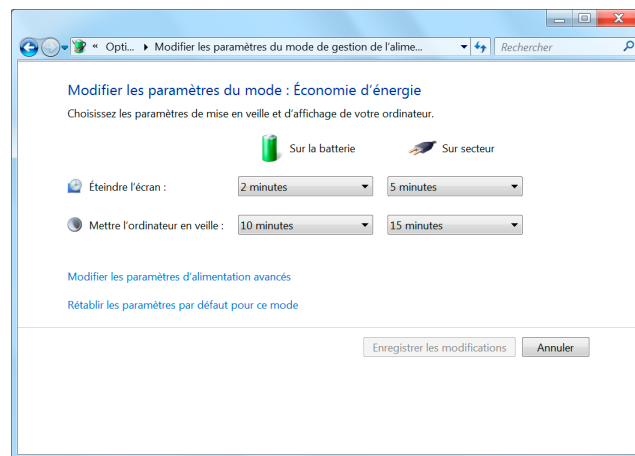 « Opti... Modifier les paramètres du mode de gestion de l'alime... Rechercher
Modifier les paramètres du mode : Économie d'énergie
Choisissez les paramètres de mise en veille et d'affichage de votre ordinateur.
Sur la batterie Sur secteur
Éteindre l'écran : 2 minutes 5 minutes
Mettre l'ordinateur en veille : 10 minutes 15 minutes
Modifier les paramètres d'alimentation avancés
Rétablir les paramètres par défaut pour ce mode
Enregistrer les modifications Annuler